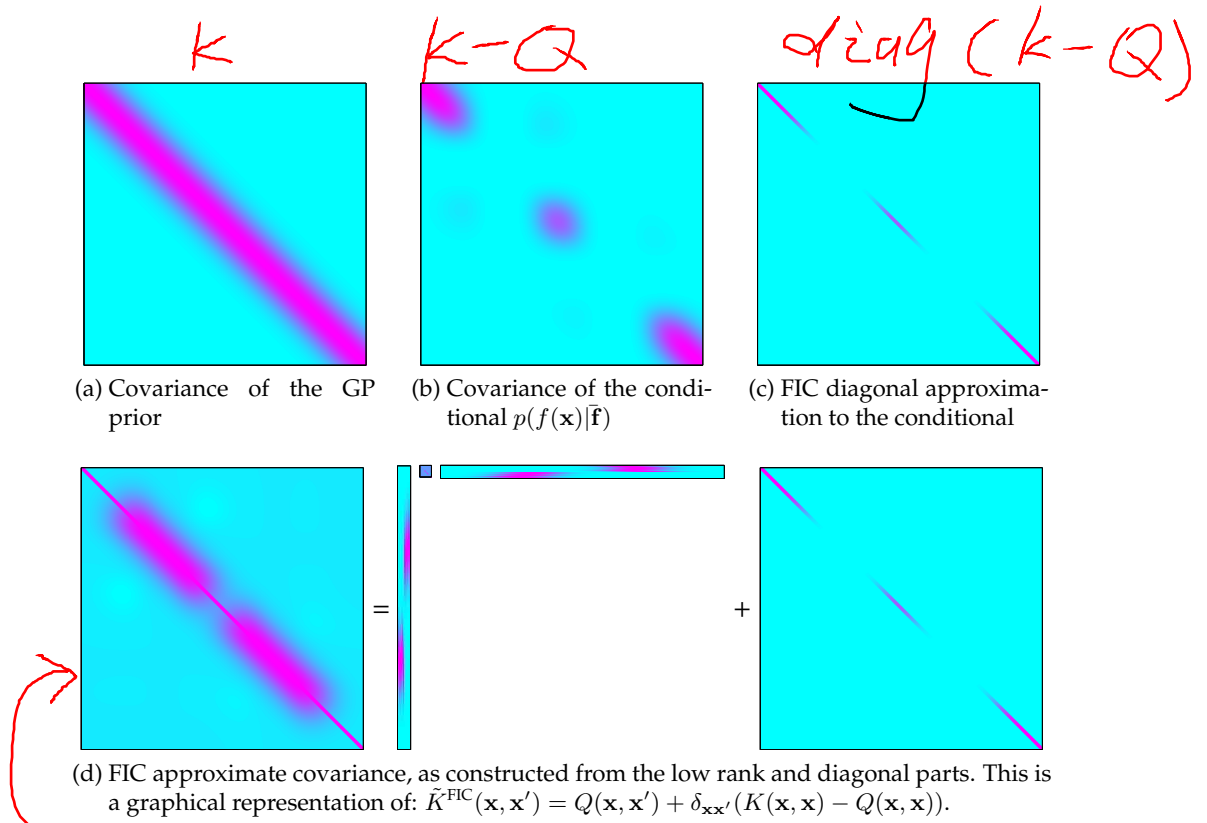 K
K-Q
diag(K-Q)
(a) Covariance of the GP
prior
(b) Covariance of the condi-
tional p(f(x)|f̄)
(c) FIC diagonal approxima-
tion to the conditional
=
+
(d) FIC approximate covariance, as constructed from the low rank and diagonal parts. This is
a graphical representation of: K̃^FIC(x, x′) = Q(x, x′) + δ_xx′(K(x, x) − Q(x, x)).